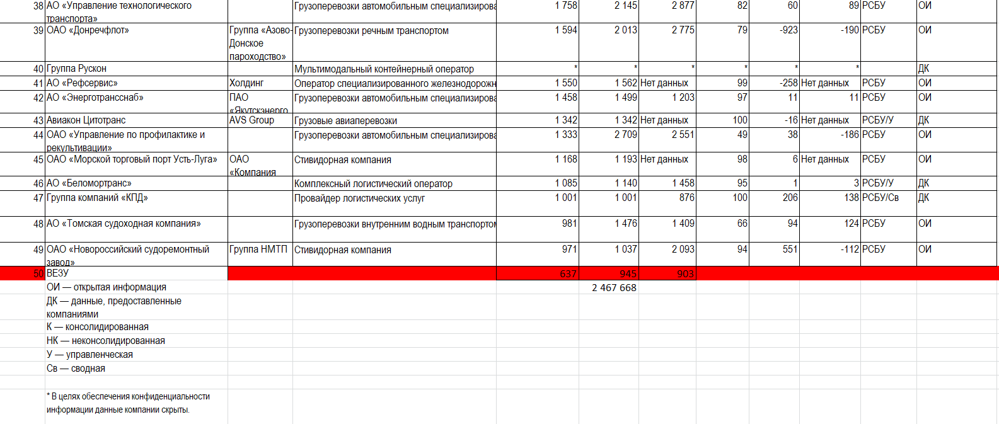 38 АО «Управление технологического транспорта» Грузоперевозки автомобильным специализирова 1 758 2 145 2 877 82 60 89 РСБУ ОИ
39 ОАО «Донречфлот» Группа «Азово-Донское пароходство» Грузоперевозки речным транспортом 1 594 2 013 2 775 79 -923 -190 РСБУ ОИ
40 Группа Рускон Мультимодальный контейнерный оператор * * * * * * ДК
41 АО «Рефсервис» Холдинг Оператор специализированного железнодорожн 1 550 1 562 Нет данных 99 -258 Нет данных РСБУ ОИ
42 АО «Энерготрансснаб» ПАО «Якутскэнерго Грузоперевозки автомобильным специализирова 1 458 1 499 1 203 97 11 11 РСБУ ОИ
43 Авиакон Цитотранс AVS Group Грузовые авиаперевозки 1 342 1 342 Нет данных 100 -16 Нет данных РСБУ/У ДК
44 ОАО «Управление по профилактике и рекультивации» Грузоперевозки автомобильным специализирова 1 333 2 709 2 551 49 38 -186 РСБУ ОИ
45 ОАО «Морской торговый порт Усть-Луга» ОАО «Компания Стивидорная компания 1 168 1 193 Нет данных 98 6 Нет данных РСБУ ОИ
46 АО «Беломортранс» Комплексный логистический оператор 1 085 1 140 1 458 95 1 3 РСБУ/У ДК
47 Группа компаний «КПД» Провайдер логистических услуг 1 001 1 001 876 100 206 138 РСБУ/Св ДК
48 АО «Томская судоходная компания» Грузоперевозки внутренним водным транспортом 981 1 476 1 409 66 94 124 РСБУ ОИ
49 ОАО «Новороссийский судоремонтный завод» Группа НМТП Стивидорная компания 971 1 037 2 093 94 551 -112 РСБУ ОИ
50 ВЕЗУ 637 945 903
ОИ — открытая информация 2 467 668
ДК — данные, предоставленные
компаниями
К — консолидированная
НК — неконсолидированная
У — управленческая
Св — сводная
* В целях обеспечения конфиденциальности
информации данные компании скрыты.